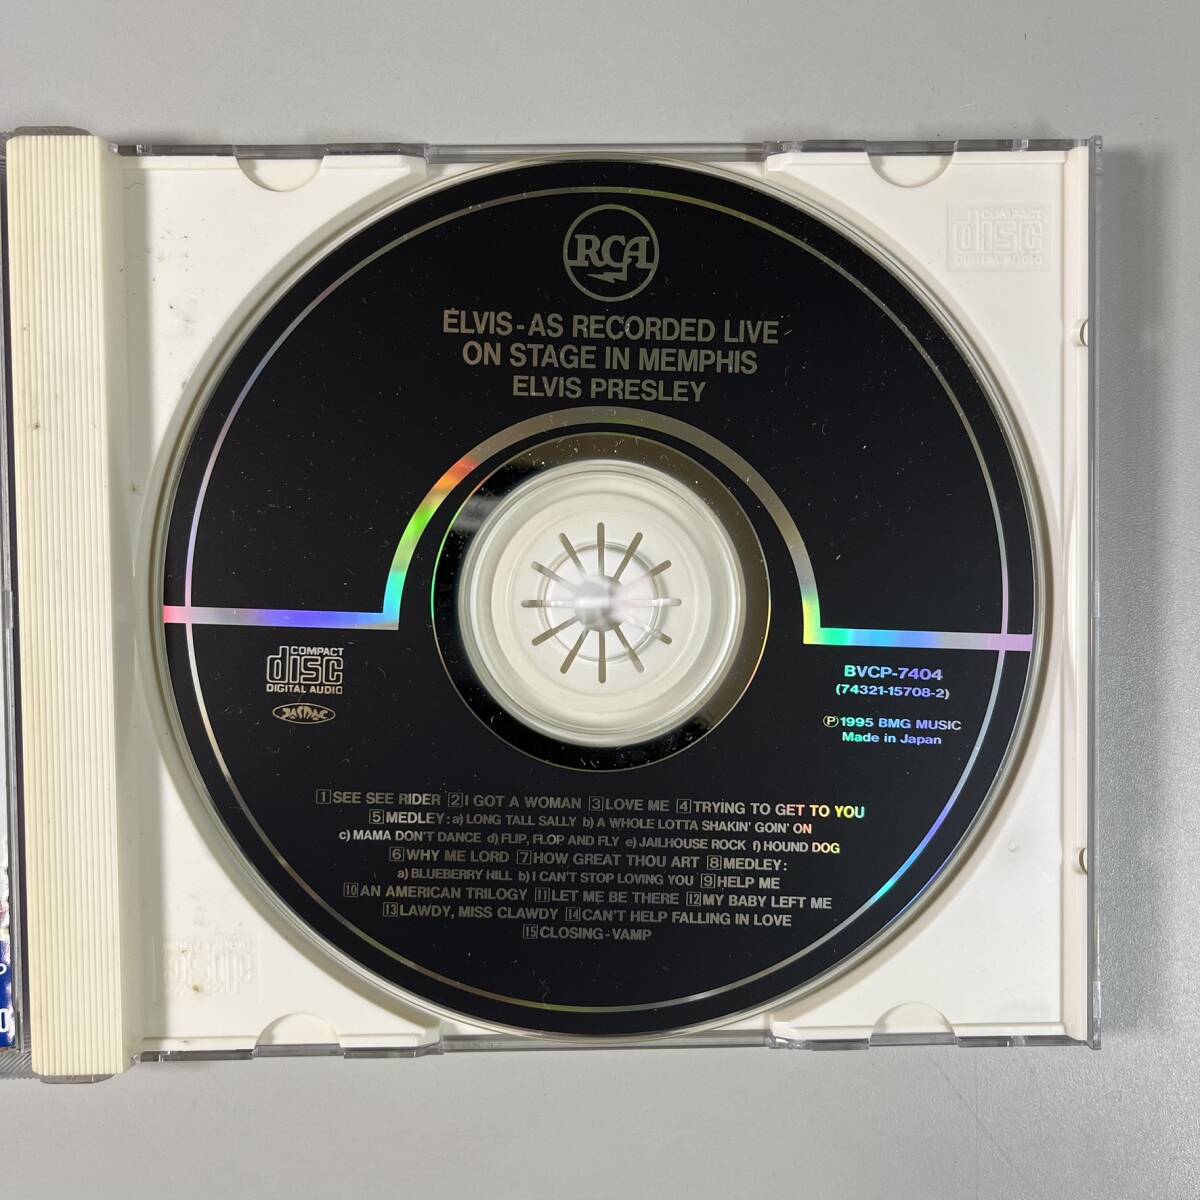 RCA
ELVIS-AS RECORDED LIVE
ON STAGE IN MEMPHIS
ELVIS PRESLEY
COMPACT
disc
DIGITAL AUDIO
COMPACT
disc
DIGITAL AUDIO
JASRAC
BVCP-7404
(74321-15708-2)
Ⓟ1995 BMG MUSIC
Made in Japan
1 SEE SEE RIDER 2 I GOT A WOMAN 3 LOVE ME 4 TRYING TO GET TO YOU
5 MEDLEY: a) LONG TALL SALLY b) A WHOLE LOTTA SHAKIN' GOIN' ON
c) MAMA DON'T DANCE d) FLIP, FLOP AND FLY e) JAILHOUSE ROCK f) HOUND DOG
6 WHY ME LORD 7 HOW GREAT THOU ART 8 MEDLEY:
a) BLUEBERRY HILL b) I CAN'T STOP LOVING YOU 9 HELP ME
10 AN AMERICAN TRILOGY 11 LET ME BE THERE 12 MY BABY LEFT ME
13 LAWDY, MISS CLAWDY 14 CAN'T HELP FALLING IN LOVE
15 CLOSING-VAMP